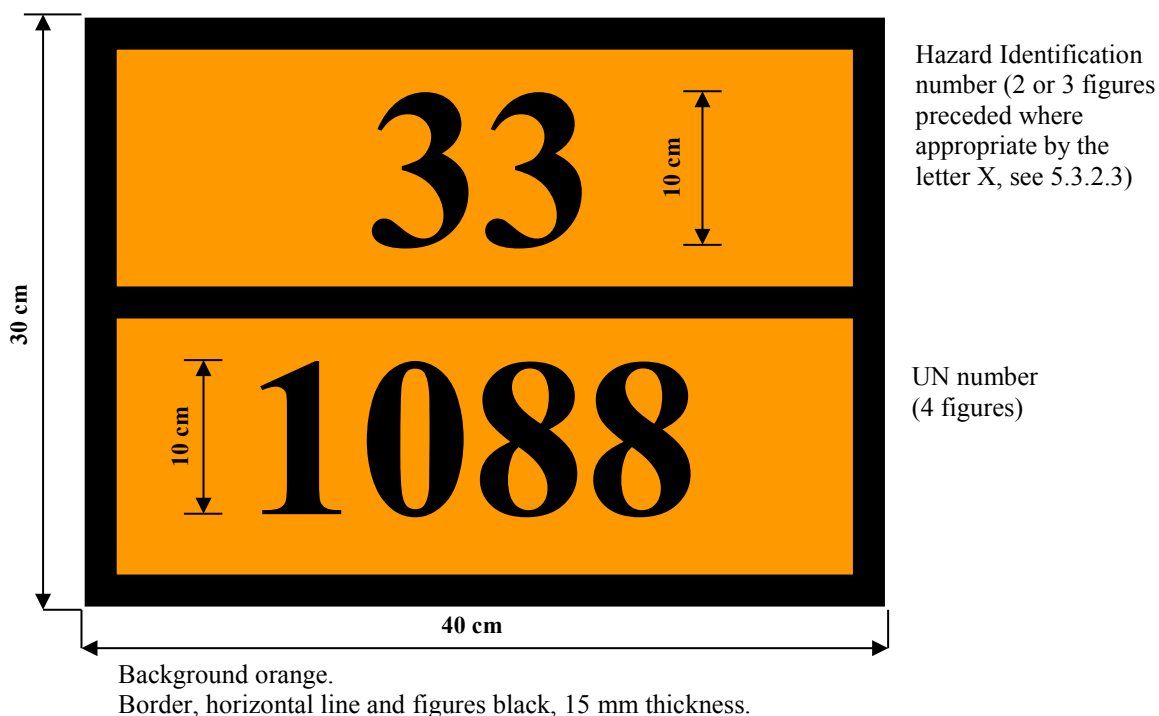 33
10 cm
Hazard Identification
number (2 or 3 figures
preceded where
appropriate by the
letter X, see 5.3.2.3)
30 cm
1088
10 cm
UN number
(4 figures)
40 cm
Background orange.
Border, horizontal line and figures black, 15 mm thickness.